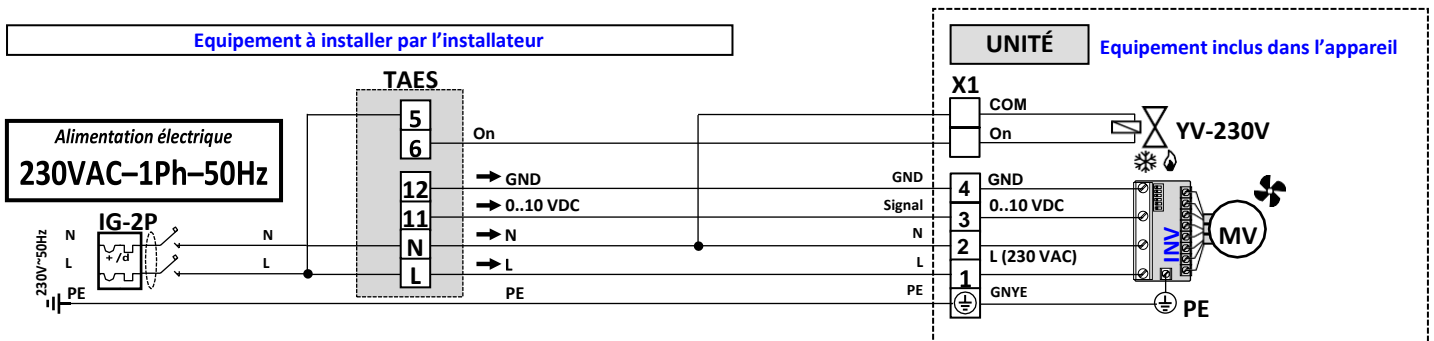 Equipement à installer par l'installateur
UNITÉ
Equipement inclus dans l'appareil
TAES
X1
Alimentation électrique
230VAC–1Ph–50Hz
5
6
On
COM
On
YV-230V
12
GND
GND
4
GND
11
0..10 VDC
Signal
3
0..10 VDC
IG-2P
230V~50Hz
N
N
N
N
N
2
L
L
L
L
L
1
L (230 VAC)
+/d
INV
MV
PE
PE
PE
GNYE
PE